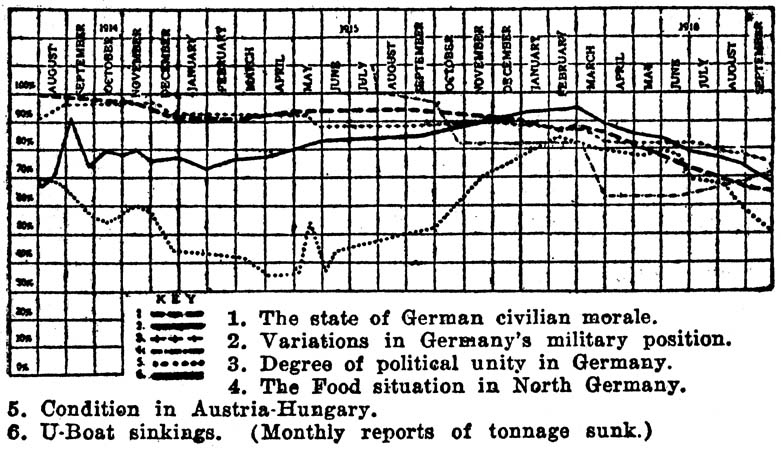 1914
1915
AUGUST
SEPTEMBER
OCTOBER
NOVEMBER
DECEMBER
JANUARY
FEBRUARY
MARCH
APRIL
MAY
JUNE
JULY
AUGUST
SEPTEMBER
OCTOBER
NOVEMBER
DECEMBER
JANUARY
FEBRUARY
MARCH
APRIL
MAY
JUNE
JULY
AUGUST
SEPTEMBER
100%
90%
80%
70%
60%
50%
40%
30%
20%
10%
0%
KEY
1.
2.
3.
4.
5.
6.
1. The state of German civilian morale.
2. Variations in Germany's military position.
3. Degree of political unity in Germany.
4. The Food situation in North Germany.
5. Condition in Austria-Hungary.
6. U-Boat sinkings. (Monthly reports of tonnage sunk.)